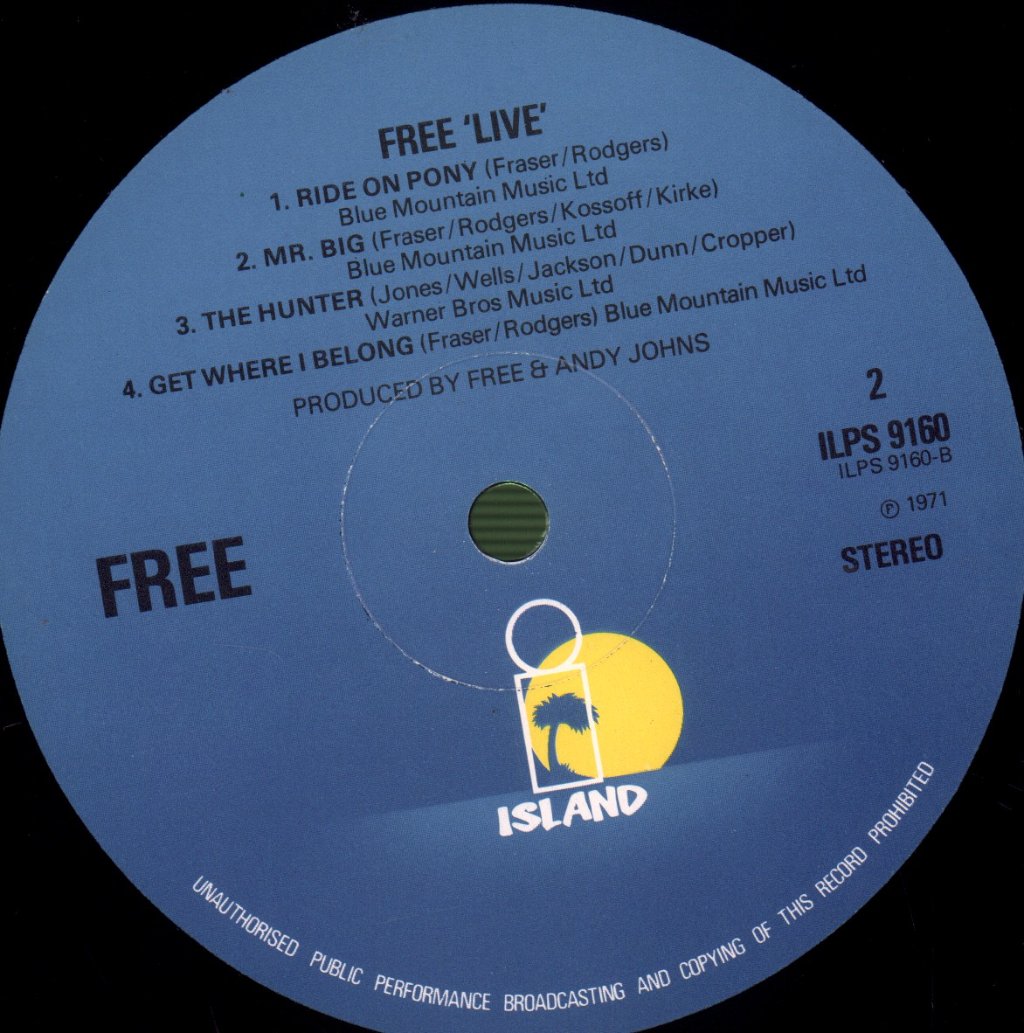 FREE 'LIVE'
1. RIDE ON PONY (Fraser/Rodgers)
Blue Mountain Music Ltd
2. MR. BIG (Fraser/Rodgers/Kossoff/Kirke)
Blue Mountain Music Ltd
3. THE HUNTER (Jones/Wells/Jackson/Dunn/Cropper)
Warner Bros Music Ltd
4. GET WHERE I BELONG (Fraser/Rodgers) Blue Mountain Music Ltd
PRODUCED BY FREE & ANDY JOHNS
2
ILPS 9160
ILPS 9160-B
℗ 1971
STEREO
FREE
ISLAND
UNAUTHORISED PUBLIC PERFORMANCE BROADCASTING AND COPYING OF THIS RECORD PROHIBITED